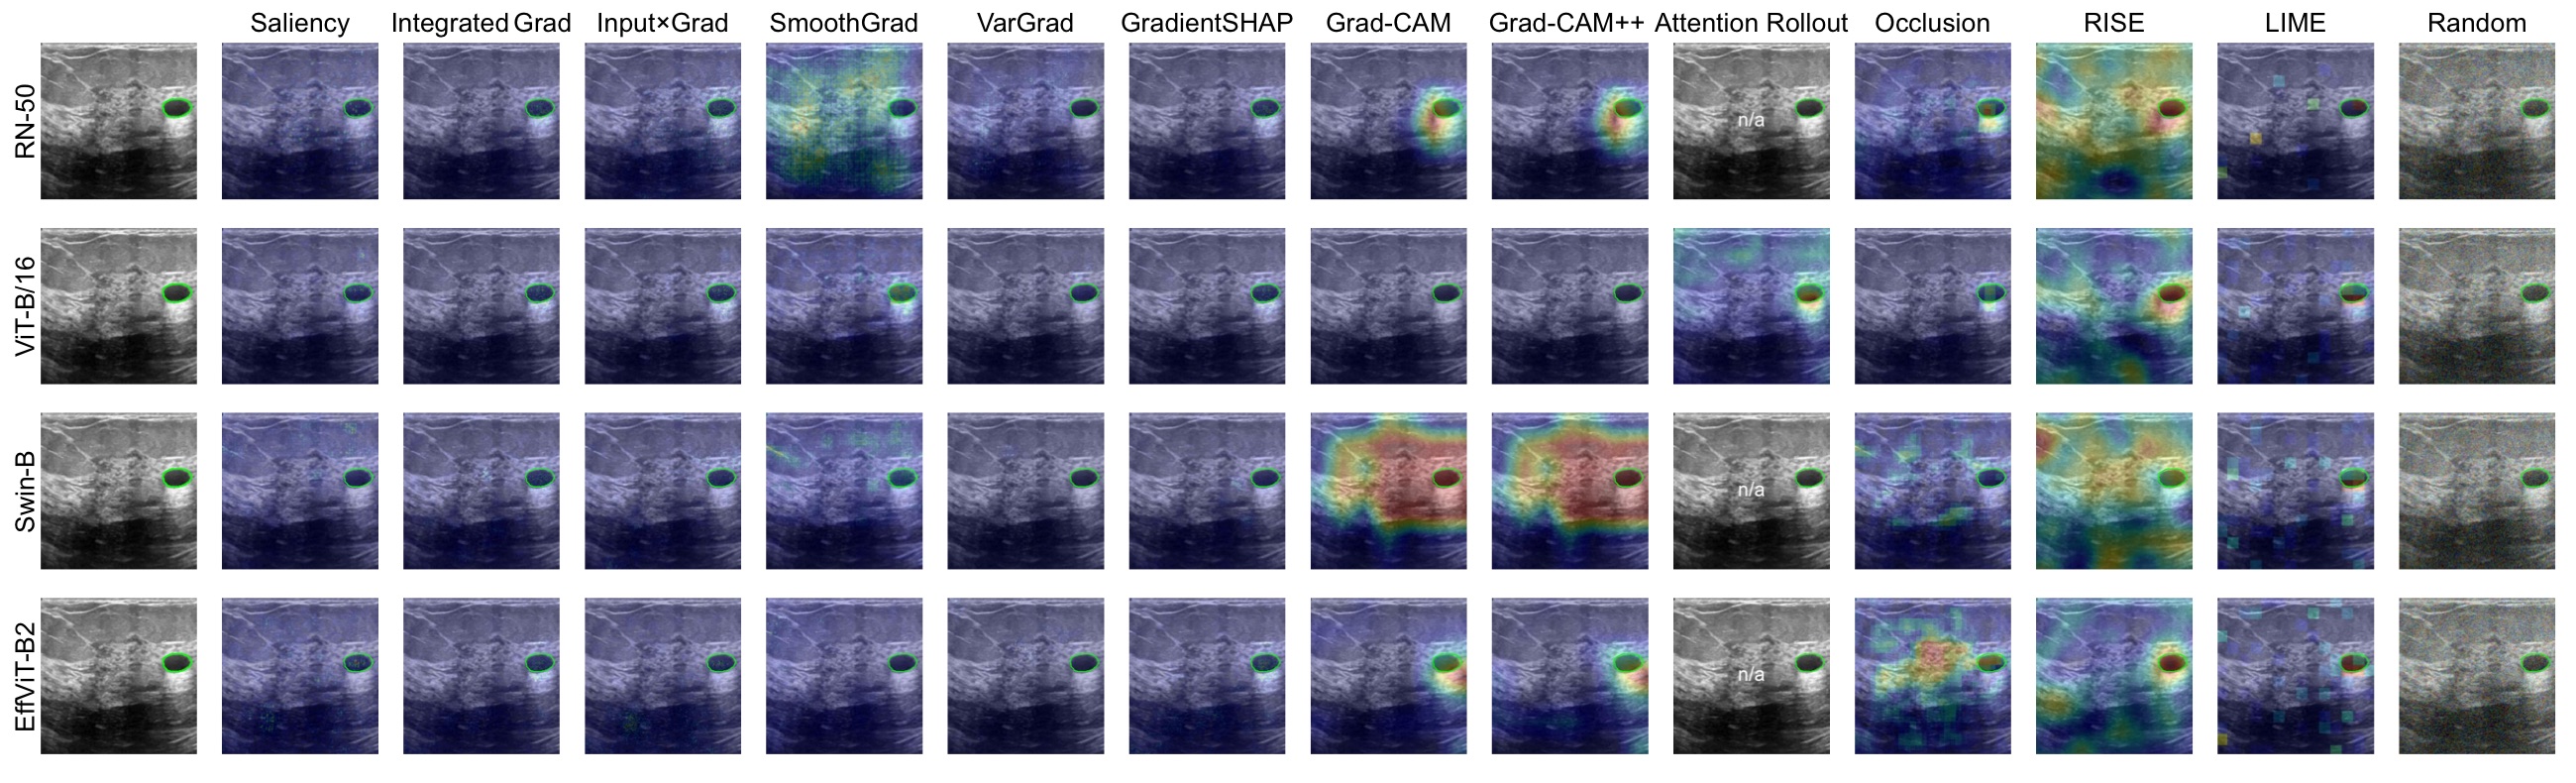 Saliency Integrated Grad Input×Grad SmoothGrad VarGrad GradientSHAP Grad-CAM Grad-CAM++ Attention Rollout Occlusion RISE LIME Random
RN-50
n/a
ViT-B/16
Swin-B
n/a
EffViT-B2
n/a